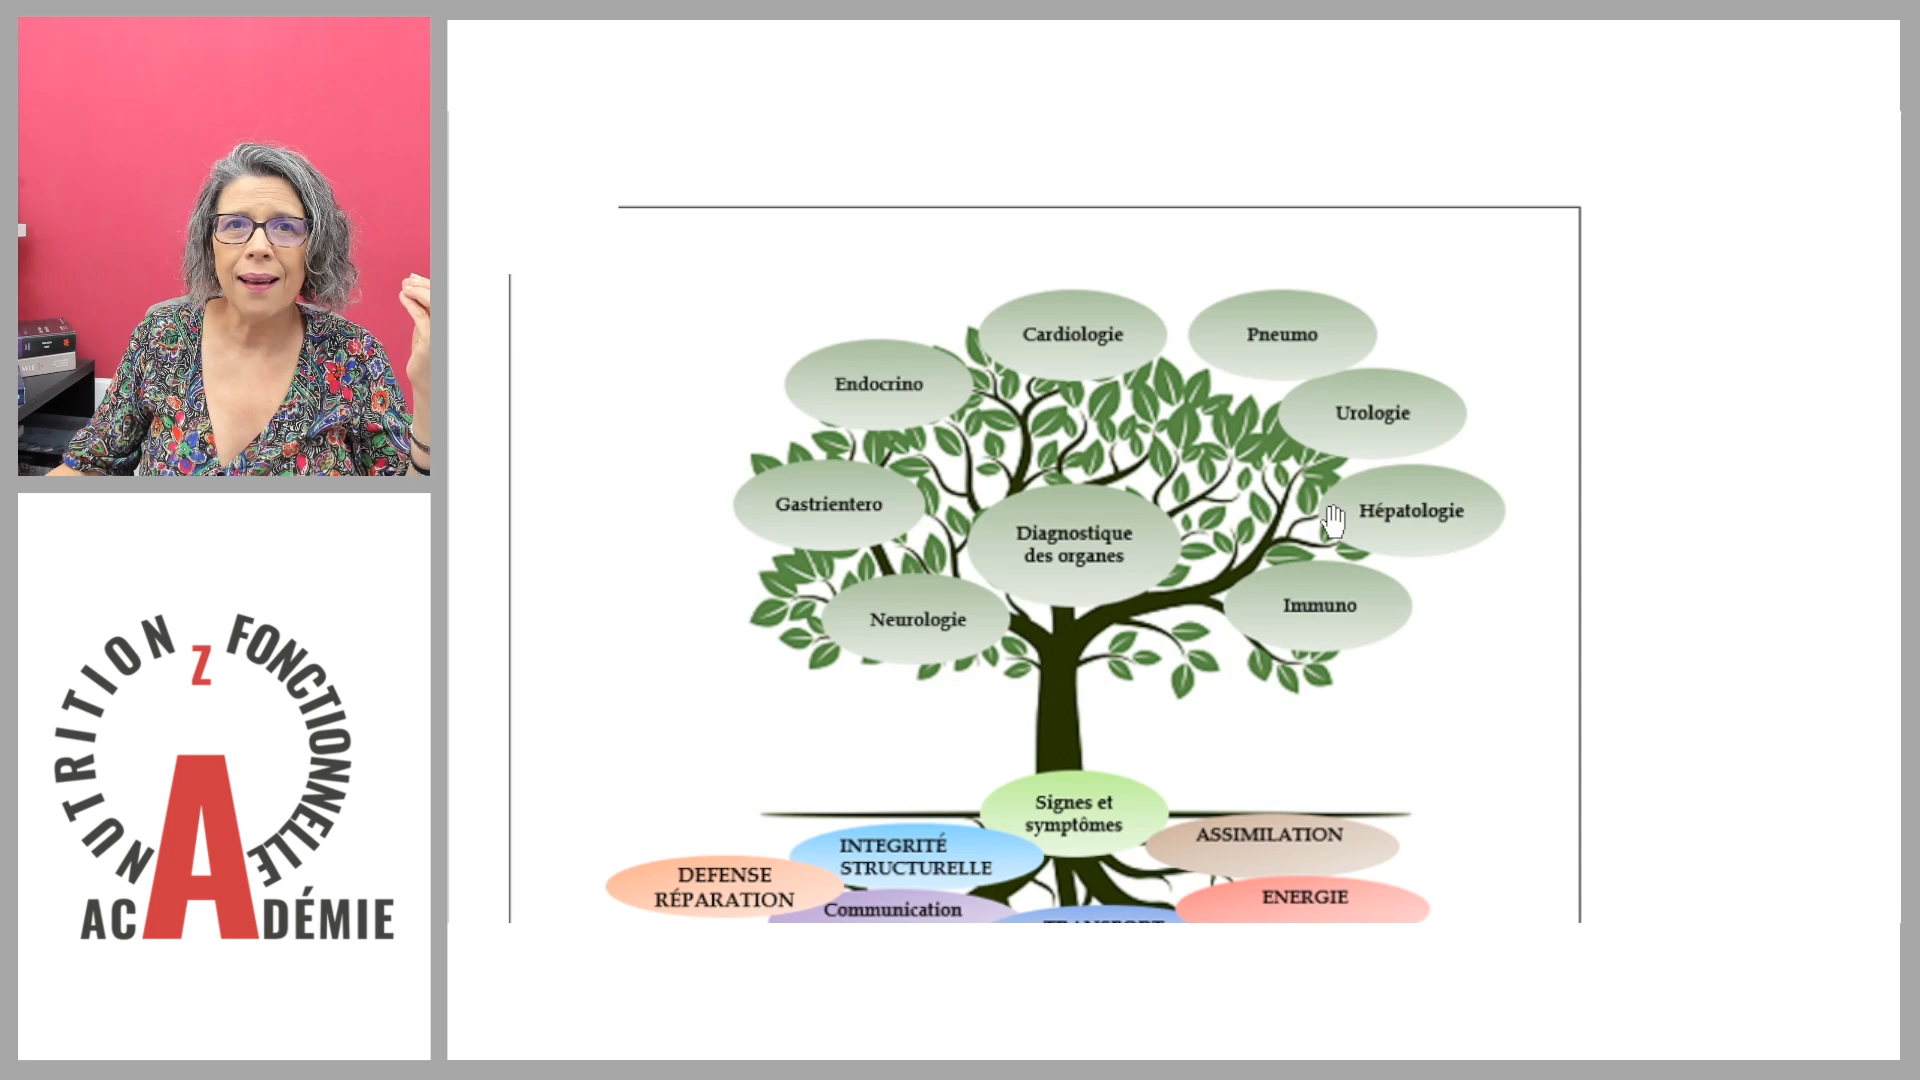 NUTRITION Z FONCTIONNELLE
ACADÉMIE
Cardiologie
Pneumo
Endocrino
Urologie
Gastrientero
Hépatologie
Diagnostique
des organes
Neurologie
Immuno
Signes et
symptômes
INTEGRITÉ
STRUCTURELLE
ASSIMILATION
DEFENSE
RÉPARATION
ENERGIE
Communication
TRANSPORT